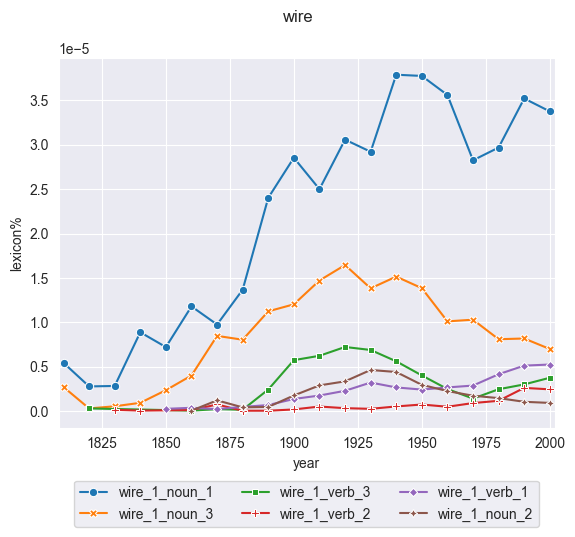 wire
1e−5
3.5
3.0
2.5
2.0
1.5
1.0
0.5
0.0
lexicon%
1825 1850 1875 1900 1925 1950 1975 2000
year
wire_1_noun_1 wire_1_verb_3 wire_1_verb_1
wire_1_noun_3 wire_1_verb_2 wire_1_noun_2